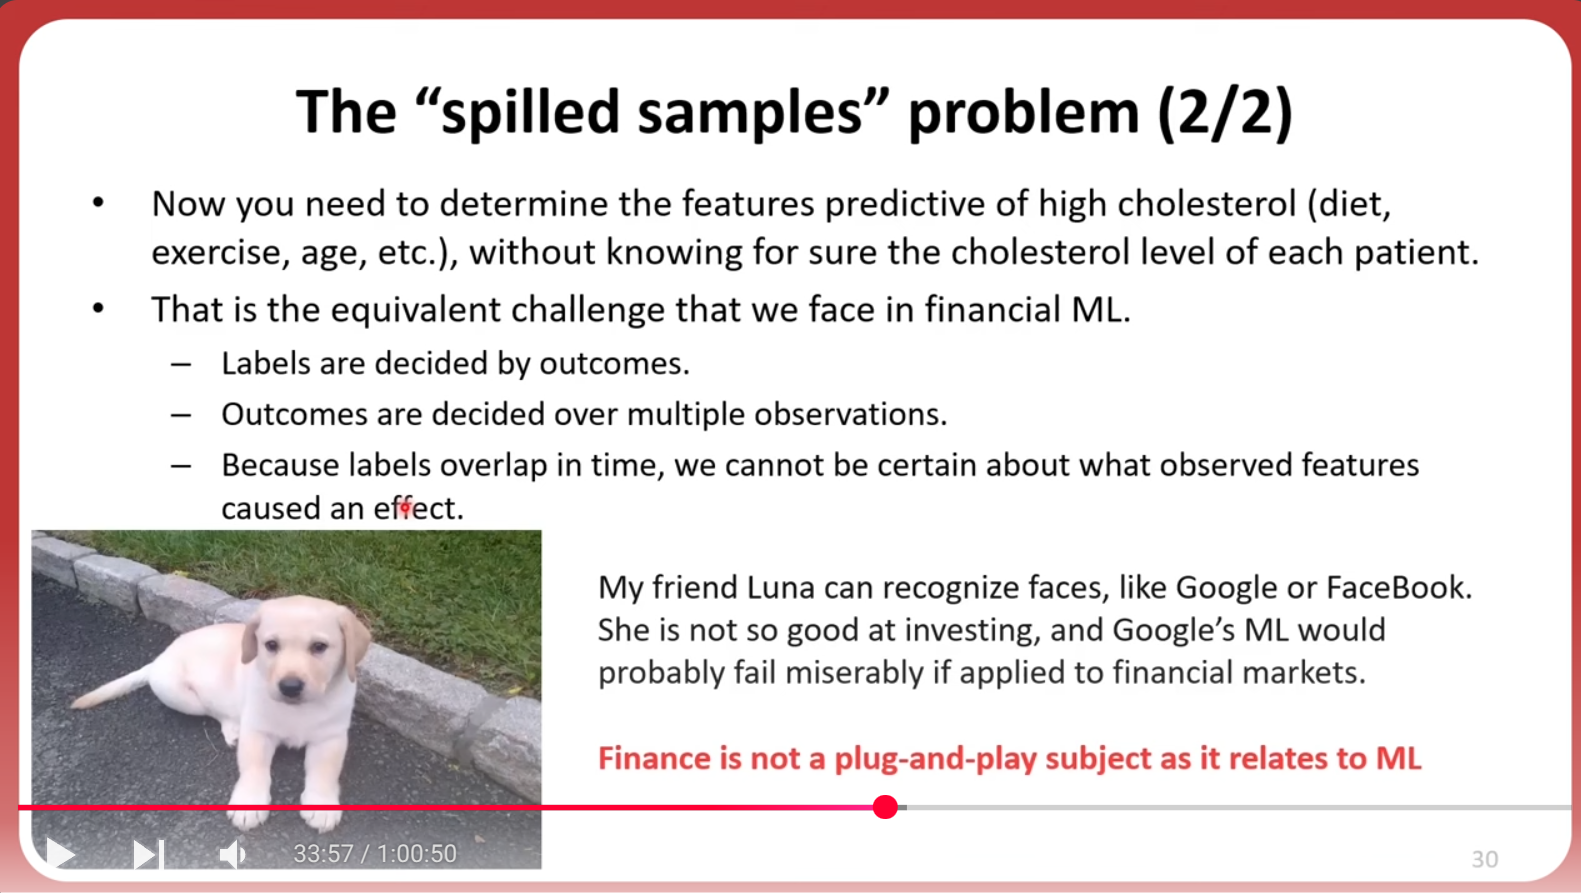 The “spilled samples” problem (2/2)
• Now you need to determine the features predictive of high cholesterol (diet,
exercise, age, etc.), without knowing for sure the cholesterol level of each patient.
• That is the equivalent challenge that we face in financial ML.
– Labels are decided by outcomes.
– Outcomes are decided over multiple observations.
– Because labels overlap in time, we cannot be certain about what observed features
caused an effect.
My friend Luna can recognize faces, like Google or FaceBook.
She is not so good at investing, and Google’s ML would
probably fail miserably if applied to financial markets.
Finance is not a plug-and-play subject as it relates to ML
33:57 / 1:00:50
30